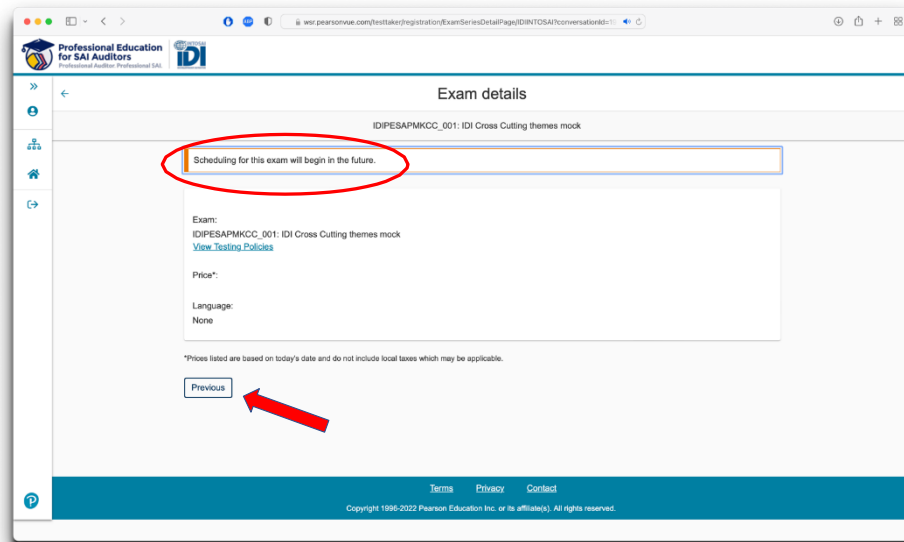 wsr.pearsonvue.com/testtaker/registration/ExamSeriesDetailPage/IDIINTOSAI?conversationId=
Professional Education
for SAI Auditors
Professional Auditor. Professional SAI.
INTOSAI
IDI
Exam details
IDIPESAPMKCC_001: IDI Cross Cutting themes mock
Scheduling for this exam will begin in the future.
Exam:
IDIPESAPMKCC_001: IDI Cross Cutting themes mock
View Testing Policies
Price*:
Language:
None
*Prices listed are based on today's date and do not include local taxes which may be applicable.
Previous
Terms Privacy Contact
Copyright 1996-2022 Pearson Education Inc. or its affiliate(s). All rights reserved.